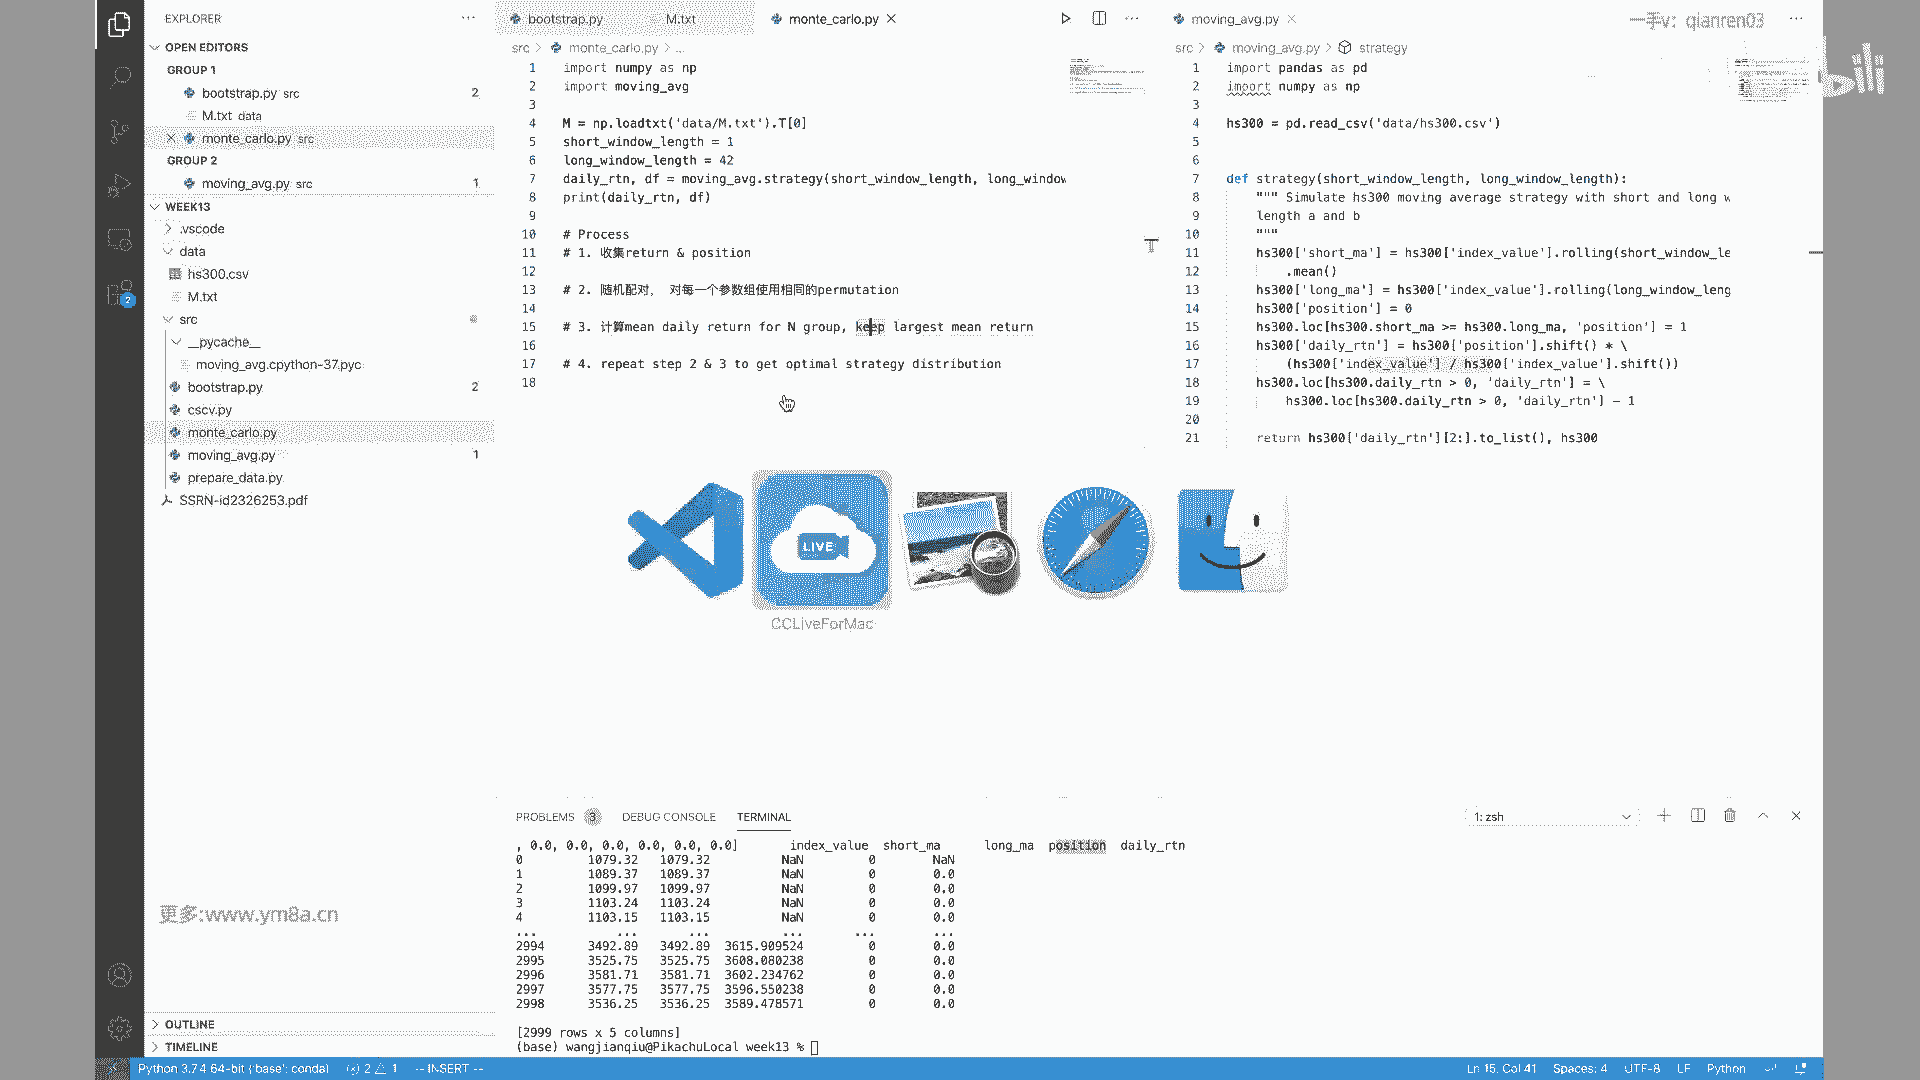 EXPLORER
OPEN EDITORS
GROUP 1
bootstrap.py src 2
M.txt data
monte_carlo.py src
GROUP 2
moving_avg.py src 1
WEEK13
.vscode
data
hs300.csv
M.txt
src
__pycache__
moving_avg.cpython-37.pyc
bootstrap.py 2
cscv.py
monte_carlo.py
moving_avg.py 1
prepare_data.py
SSRN-id2326253.pdf
更多:www.ym8a.cn
OUTLINE
TIMELINE
2
bootstrap.py M.txt monte_carlo.py
src > monte_carlo.py > ...
1 import numpy as np
2 import moving_avg
3
4 M = np.loadtxt('data/M.txt').T[0]
5 short_window_length = 1
6 long_window_length = 42
7 daily_rtn, df = moving_avg.strategy(short_window_length, long_window
8 print(daily_rtn, df)
9
10 # Process
11 # 1. 收集return & position
12
13 # 2. 随机配对， 对每一个参数组使用相同的permutation
14
15 # 3. 计算mean daily return for N group, keep largest mean return
16
17 # 4. repeat step 2 & 3 to get optimal strategy distribution
18
moving_avg.py
一手v: qianren03
bili
src > moving_avg.py > strategy
1 import pandas as pd
2 import numpy as np
3
4 hs300 = pd.read_csv('data/hs300.csv')
5
6
7 def strategy(short_window_length, long_window_length):
8 """ Simulate hs300 moving average strategy with short and long w
9 length a and b
10 """
11 hs300['short_ma'] = hs300['index_value'].rolling(short_window_le
12 .mean()
13 hs300['long_ma'] = hs300['index_value'].rolling(long_window_leng
14 hs300['position'] = 0
15 hs300.loc[hs300.short_ma >= hs300.long_ma, 'position'] = 1
16 hs300['daily_rtn'] = hs300['position'].shift() * \
17 (hs300['index_value'] / hs300['index_value'].shift())
18 hs300.loc[hs300.daily_rtn > 0, 'daily_rtn'] = \
19 hs300.loc[hs300.daily_rtn > 0, 'daily_rtn'] - 1
20
21 return hs300['daily_rtn'][2:].to_list(), hs300
LIVE
CCLiveForMac
PROBLEMS 3 DEBUG CONSOLE TERMINAL
1: zsh
, 0.0, 0.0, 0.0, 0.0, 0.0] index_value short_ma long_ma position daily_rtn
0 1079.32 1079.32 NaN 0 NaN
1 1089.37 1089.37 NaN 0 0.0
2 1099.97 1099.97 NaN 0 0.0
3 1103.24 1103.24 NaN 0 0.0
4 1103.15 1103.15 NaN 0 0.0
... ... ... ... ... ...
2994 3492.89 3492.89 3615.909524 0 0.0
2995 3525.75 3525.75 3608.080238 0 0.0
2996 3581.71 3581.71 3602.234762 0 0.0
2997 3577.75 3577.75 3596.550238 0 0.0
2998 3536.25 3536.25 3589.478571 0 0.0
[2999 rows x 5 columns]
(base) wangjianqiu@PikachuLocal week13 %
Python 3.7.4 64-bit ('base': conda) 2 1 -- INSERT -- Ln 15, Col 41 Spaces: 4 UTF-8 LF Python